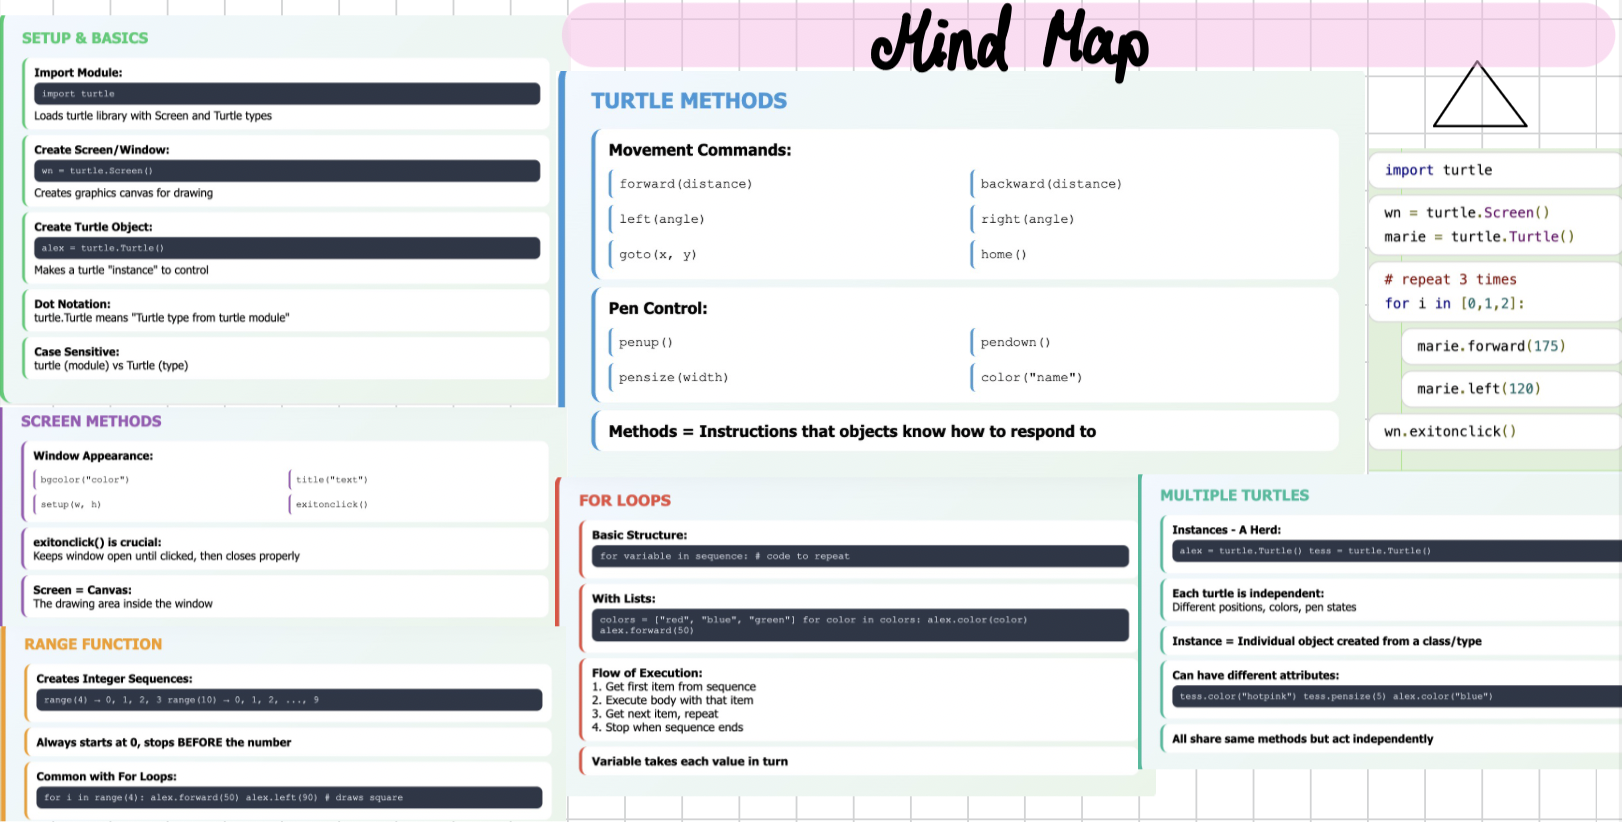 Mind Map
SETUP & BASICS
Import Module:
import turtle
Loads turtle library with Screen and Turtle types
Create Screen/Window:
wn = turtle.Screen()
Creates graphics canvas for drawing
Create Turtle Object:
alex = turtle.Turtle()
Makes a turtle "instance" to control
Dot Notation:
turtle.Turtle means "Turtle type from turtle module"
Case Sensitive:
turtle (module) vs Turtle (type)
SCREEN METHODS
Window Appearance:
bgcolor("color")
title("text")
setup(w, h)
exitonclick()
exitonclick() is crucial:
Keeps window open until clicked, then closes properly
Screen = Canvas:
The drawing area inside the window
RANGE FUNCTION
Creates Integer Sequences:
range(4) → 0, 1, 2, 3 range(10) → 0, 1, 2, ..., 9
Always starts at 0, stops BEFORE the number
Common with For Loops:
for i in range(4): alex.forward(50) alex.left(90) # draws square
TURTLE METHODS
Movement Commands:
forward(distance)
backward(distance)
left(angle)
right(angle)
goto(x, y)
home()
Pen Control:
penup()
pendown()
pensize(width)
color("name")
Methods = Instructions that objects know how to respond to
FOR LOOPS
Basic Structure:
for variable in sequence: # code to repeat
With Lists:
colors = ["red", "blue", "green"] for color in colors: alex.color(color)
alex.forward(50)
Flow of Execution:
1. Get first item from sequence
2. Execute body with that item
3. Get next item, repeat
4. Stop when sequence ends
Variable takes each value in turn
import turtle
wn = turtle.Screen()
marie = turtle.Turtle()
# repeat 3 times
for i in [0,1,2]:
marie.forward(175)
marie.left(120)
wn.exitonclick()
MULTIPLE TURTLES
Instances - A Herd:
alex = turtle.Turtle() tess = turtle.Turtle()
Each turtle is independent:
Different positions, colors, pen states
Instance = Individual object created from a class/type
Can have different attributes:
tess.color("hotpink") tess.pensize(5) alex.color("blue")
All share same methods but act independently